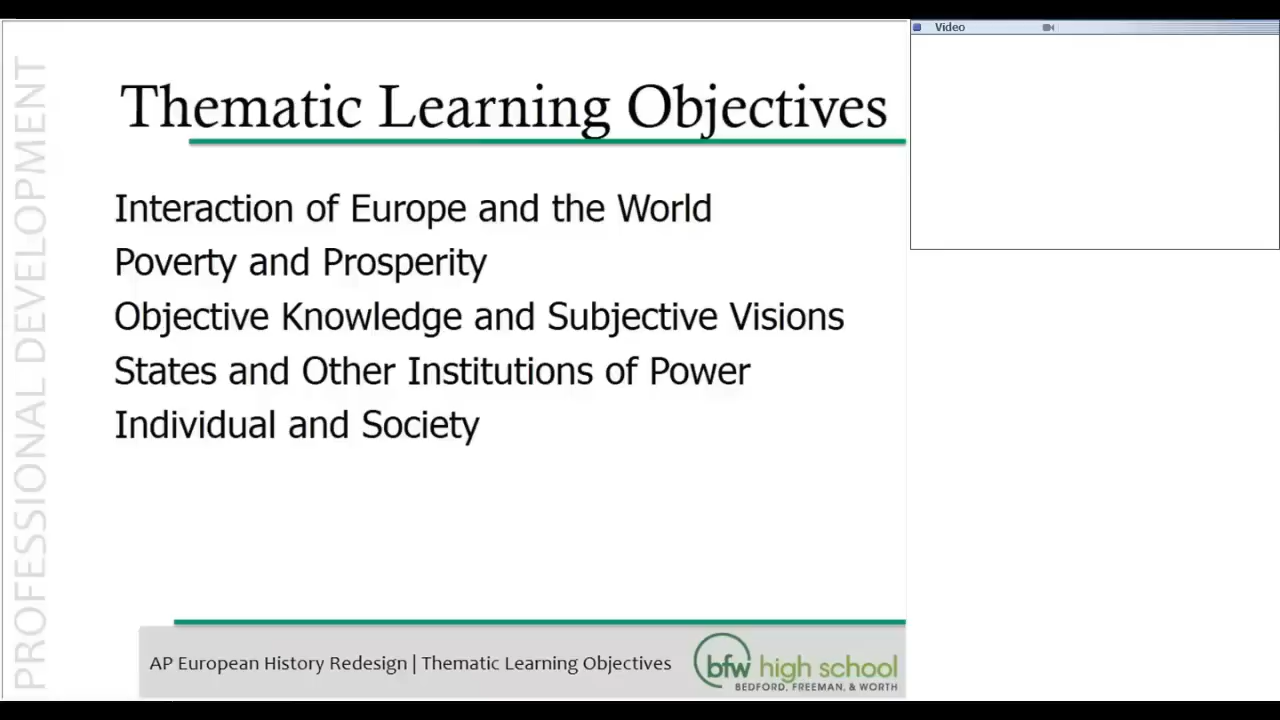 PROFESSIONAL DEVELOPMENT
Thematic Learning Objectives
Interaction of Europe and the World
Poverty and Prosperity
Objective Knowledge and Subjective Visions
States and Other Institutions of Power
Individual and Society
AP European History Redesign | Thematic Learning Objectives
bfw high school
BEDFORD, FREEMAN, & WORTH
Video